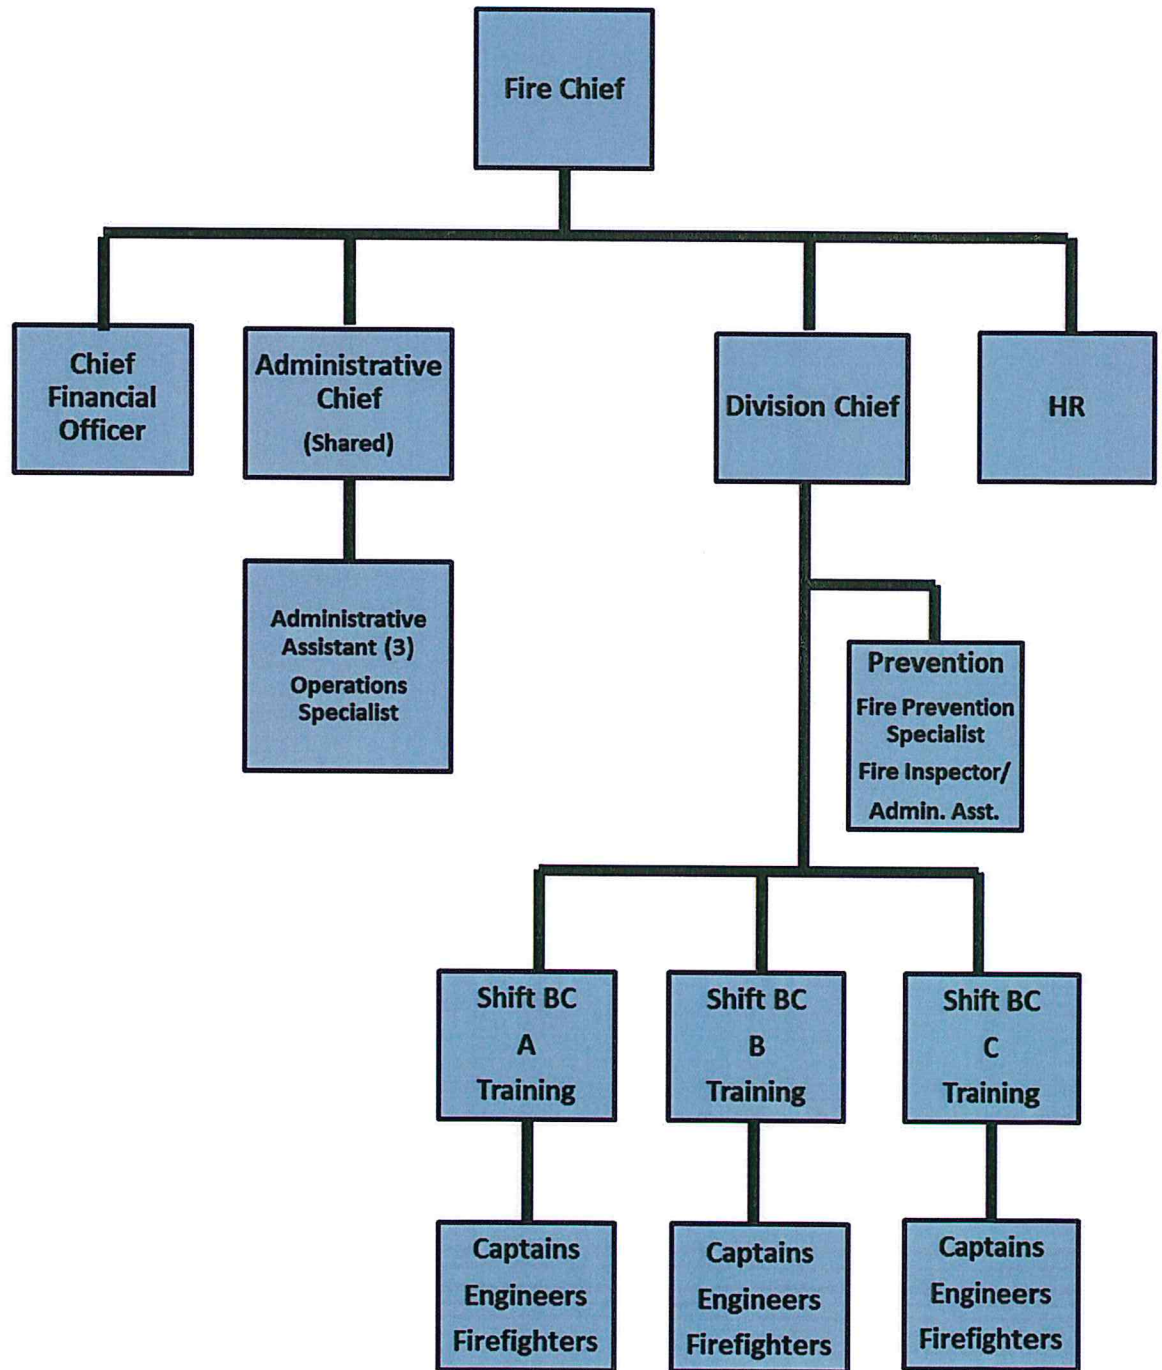 Fire Chief
Chief
Financial
Officer
Administrative
Chief
(Shared)
Division Chief
HR
Administrative
Assistant (3)
Operations
Specialist
Prevention
Fire Prevention
Specialist
Fire Inspector/
Admin. Asst.
Shift BC
A
Training
Shift BC
B
Training
Shift BC
C
Training
Captains
Engineers
Firefighters
Captains
Engineers
Firefighters
Captains
Engineers
Firefighters